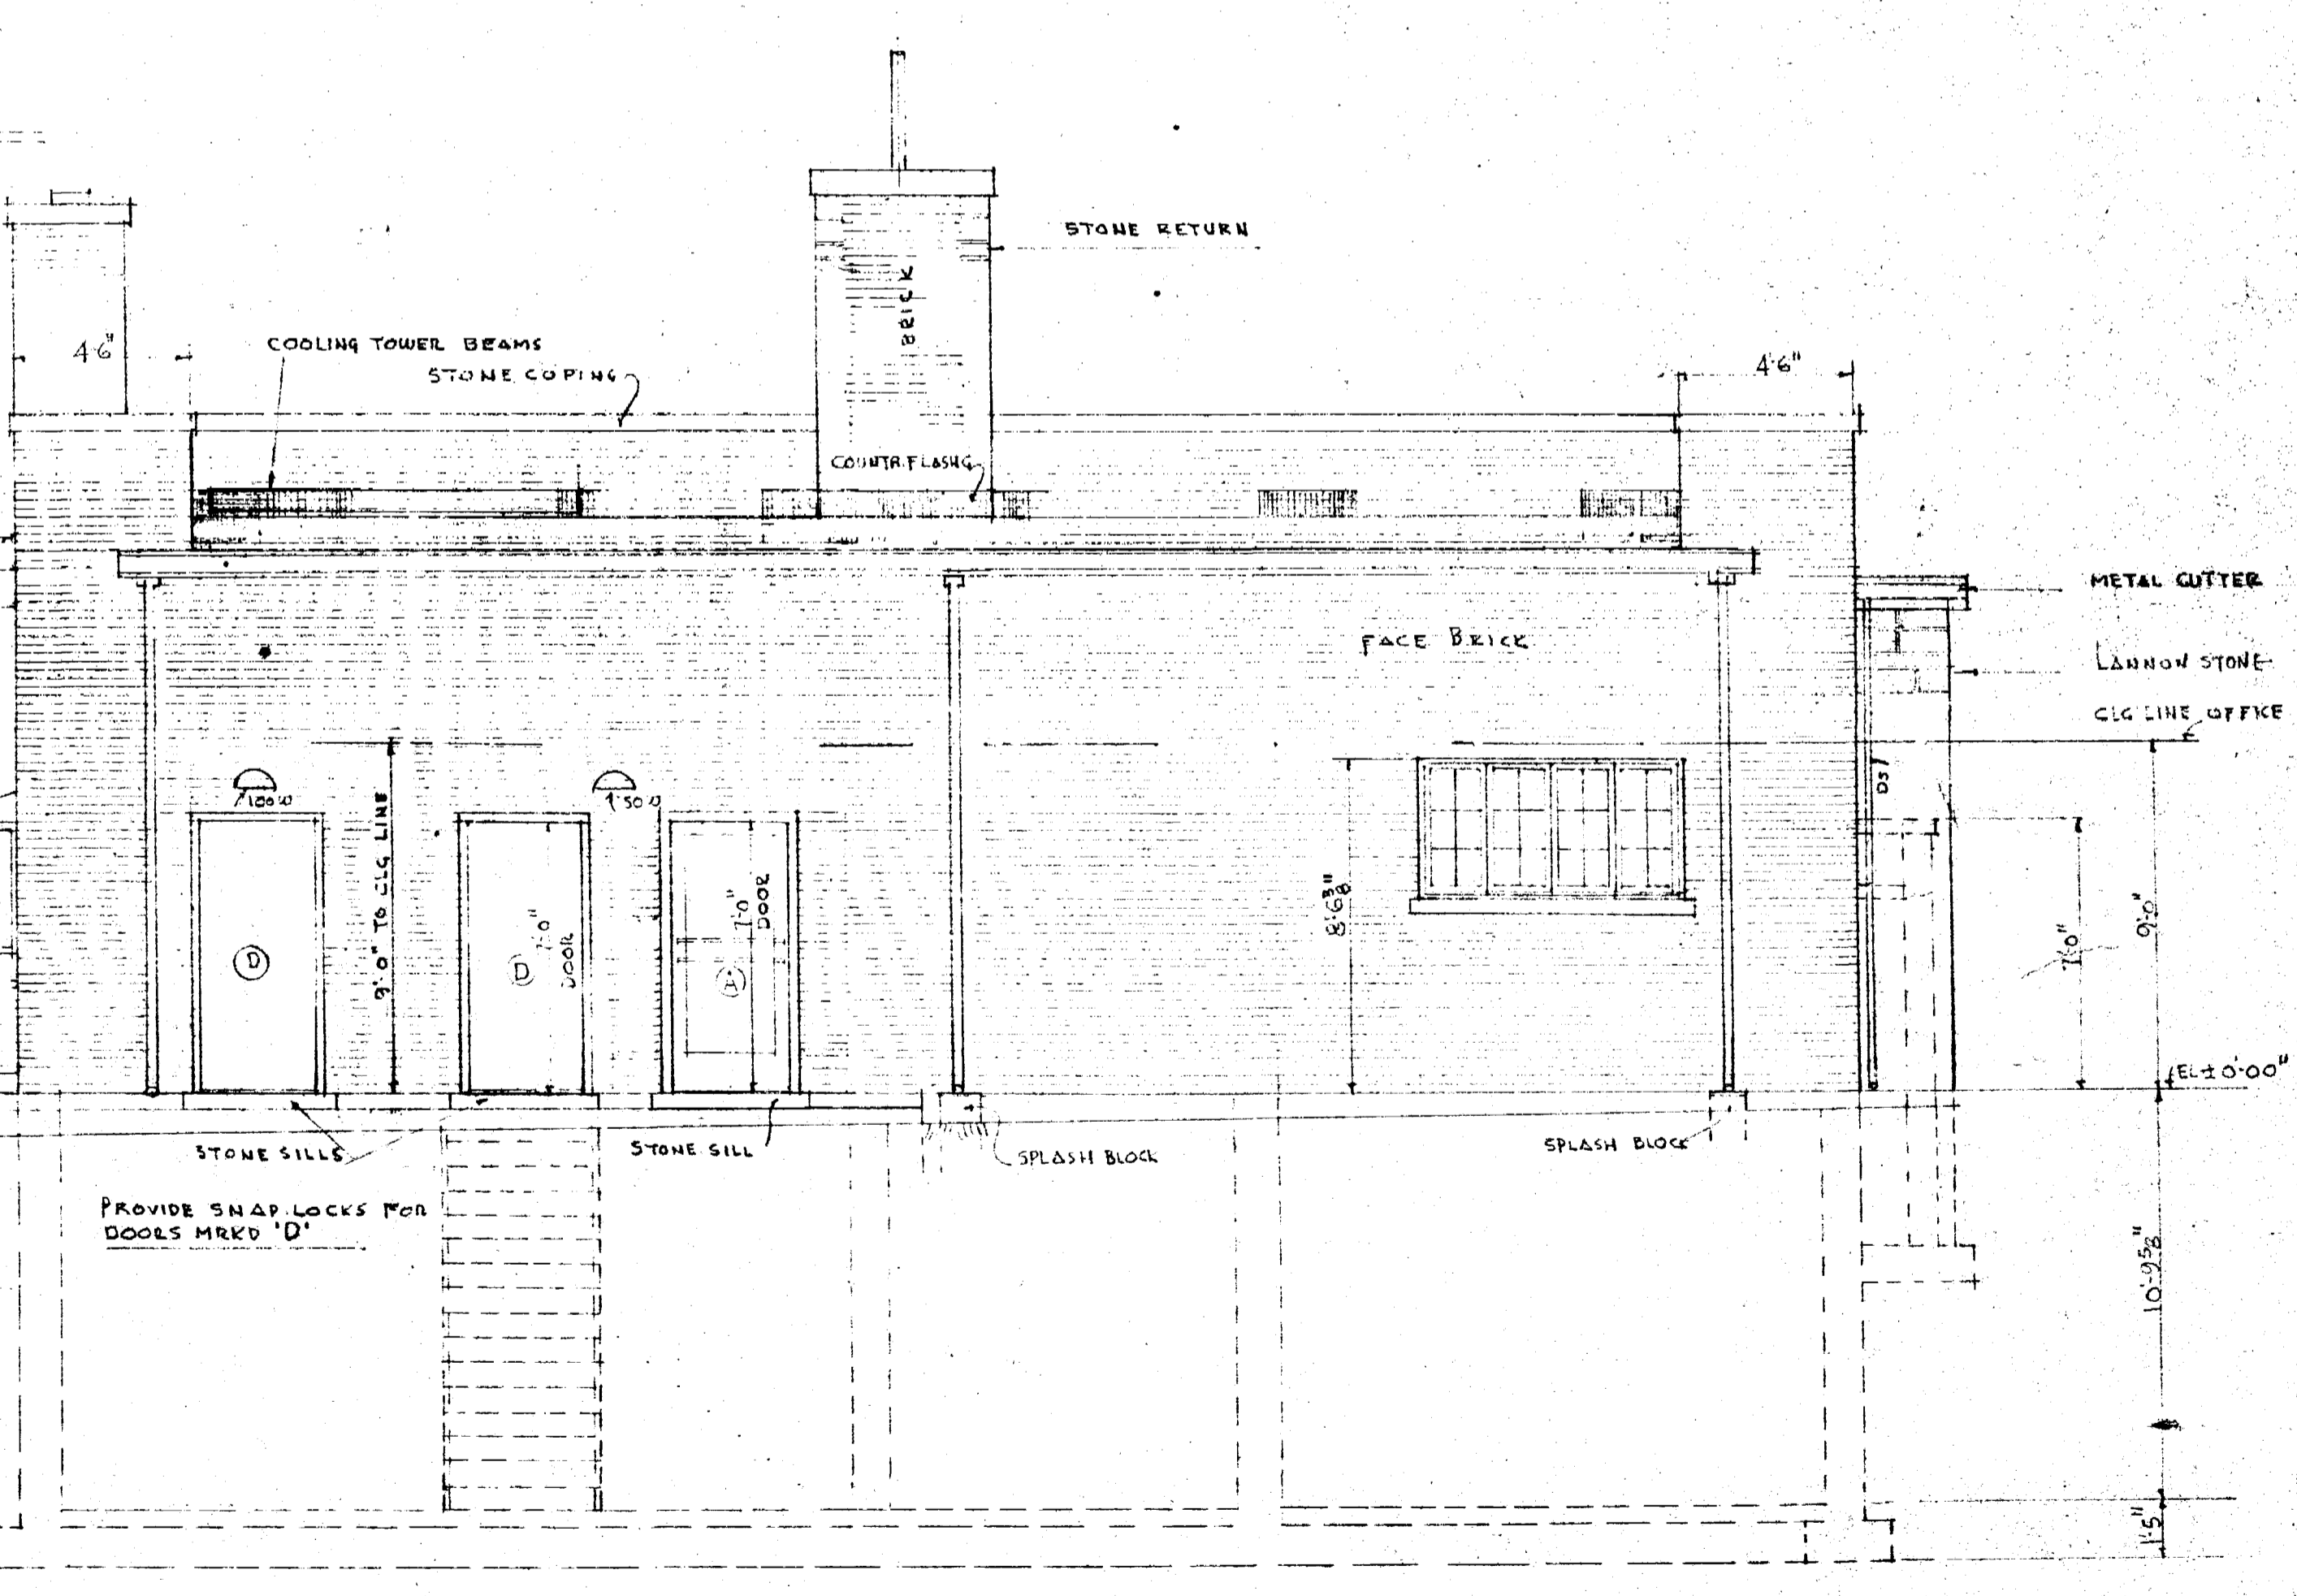 STONE RETURN
BRICK
4'6"
COOLING TOWER BEAMS
STONE COPING
4'6"
COUNTR.FLASHG
METAL GUTTER
FACE BRICK
LANNON STONE
CLG LINE OFFICE
100W
150W
DS
9'-0" TO CLG LINE
7'-0"
DOOR
7'-0"
DOOR
8'-6 3/8"
7'-0"
9'-0"
D
D
A
EL ± 0'-00"
STONE SILLS
STONE SILL
SPLASH BLOCK
SPLASH BLOCK
PROVIDE SNAP LOCKS FOR
DOORS MRKD 'D'
10'-9 5/8"
1'5"